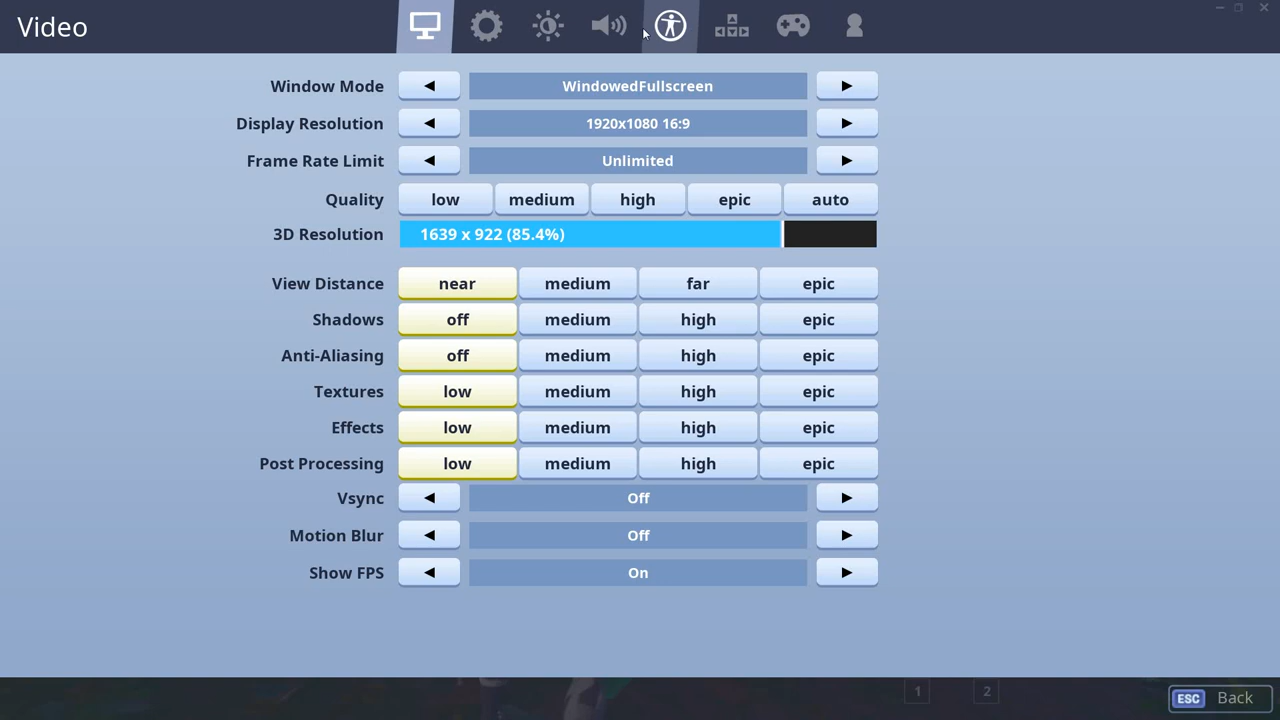 Video
Window Mode
WindowedFullscreen
Display Resolution
1920x1080 16:9
Frame Rate Limit
Unlimited
Quality
low medium high epic auto
3D Resolution
1639 x 922 (85.4%)
View Distance
near medium far epic
Shadows
off medium high epic
Anti-Aliasing
off medium high epic
Textures
low medium high epic
Effects
low medium high epic
Post Processing
low medium high epic
Vsync
Off
Motion Blur
Off
Show FPS
On
1 2
ESC Back